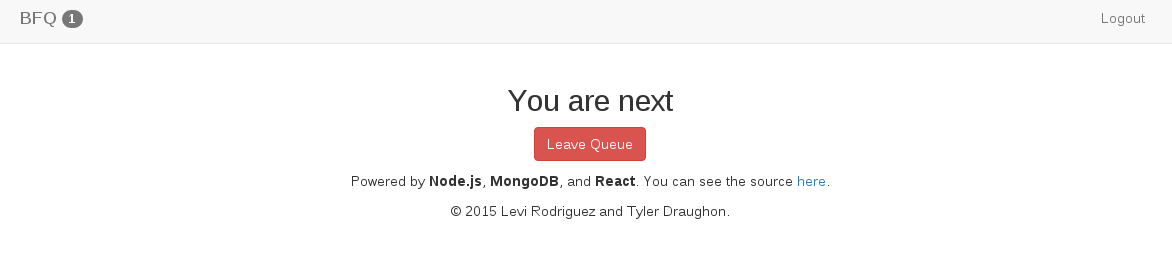 BFQ 1 Logout
You are next
Leave Queue
Powered by Node.js, MongoDB, and React. You can see the source here.
© 2015 Levi Rodriguez and Tyler Draughon.